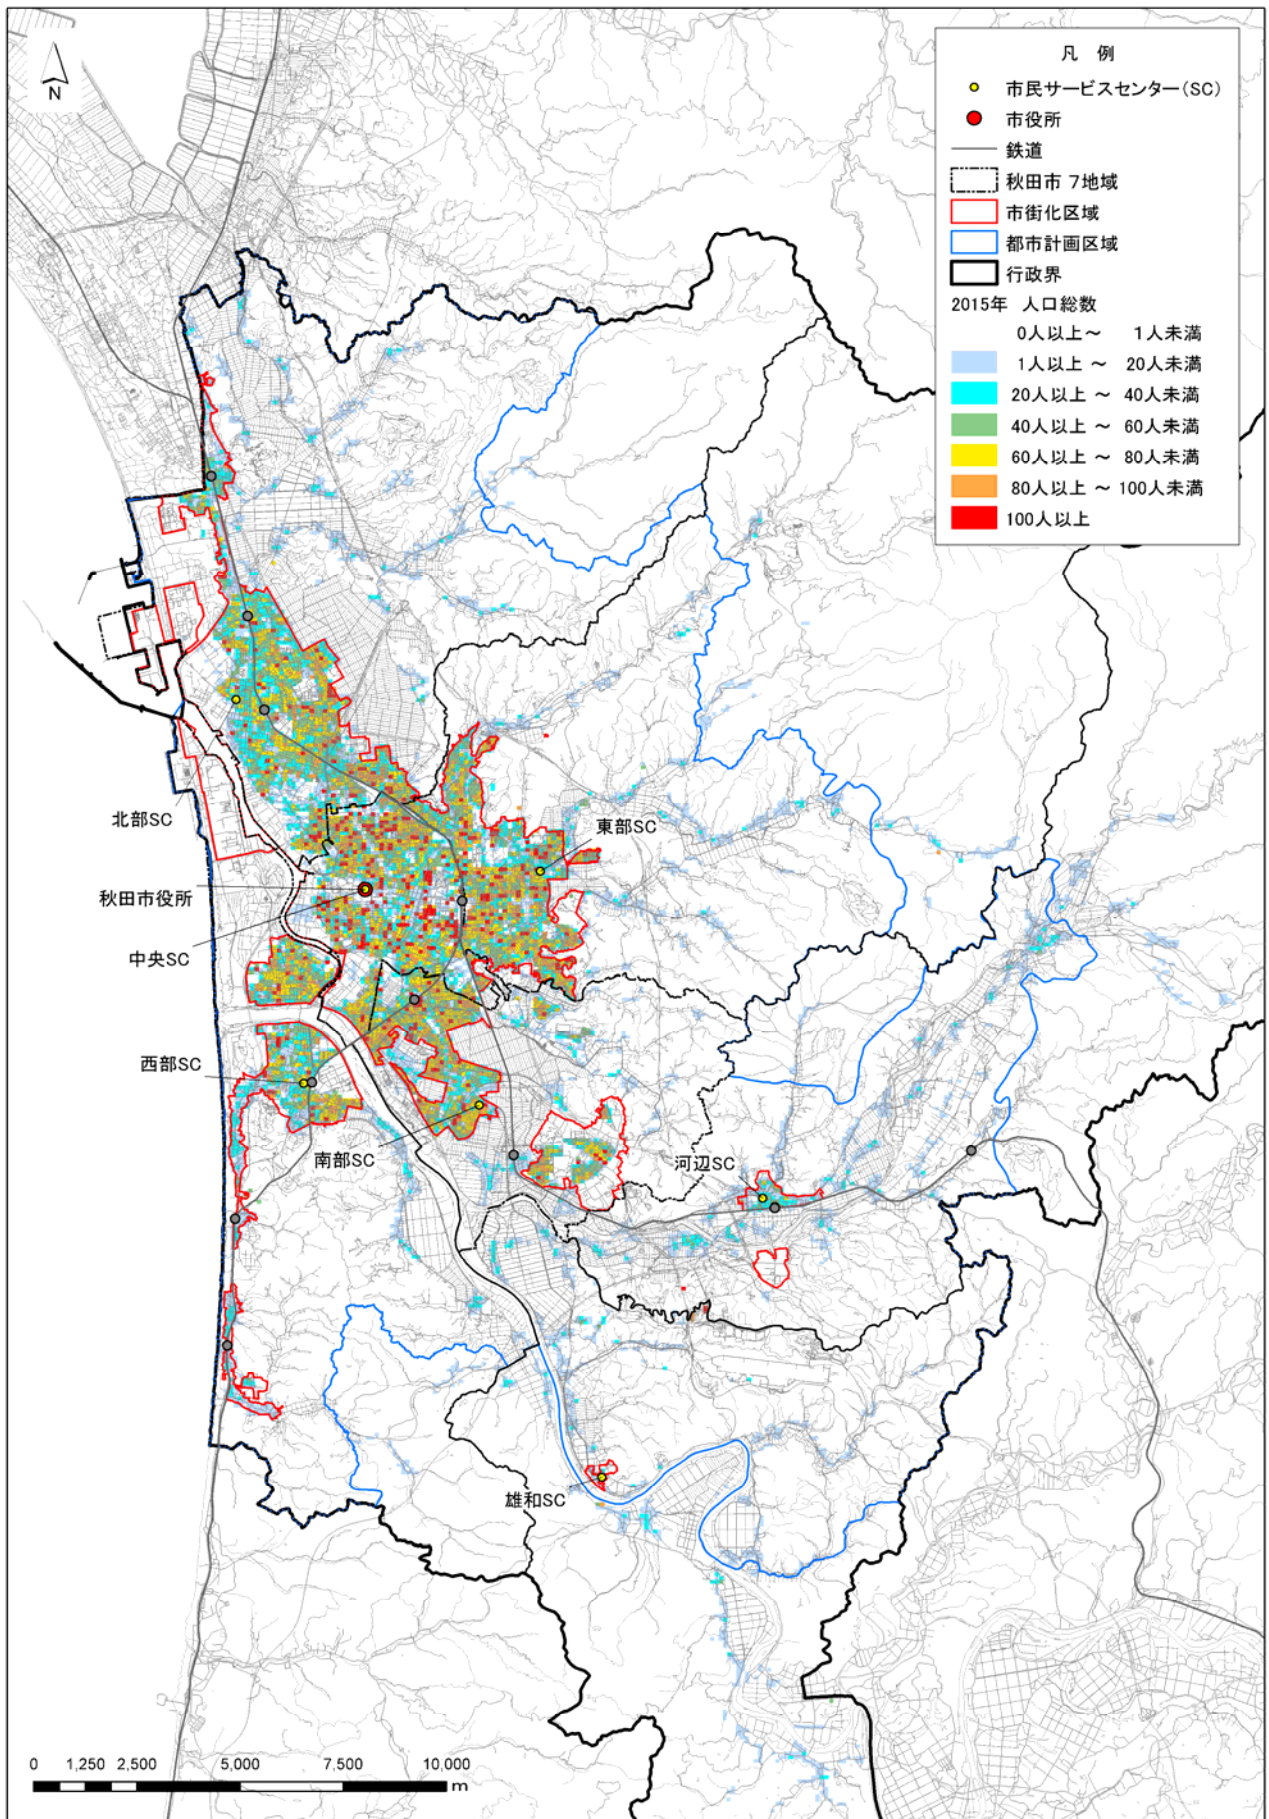 凡 例
市民サービスセンター(SC)
市役所
鉄道
秋田市 7地域
市街化区域
都市計画区域
行政界
2015年 人口総数
0人以上～ 1人未満
1人以上 ～ 20人未満
20人以上 ～ 40人未満
40人以上 ～ 60人未満
60人以上 ～ 80人未満
80人以上 ～ 100人未満
100人以上
N
北部SC
東部SC
秋田市役所
中央SC
西部SC
南部SC
河辺SC
雄和SC
0 1,250 2,500 5,000 7,500 10,000
m